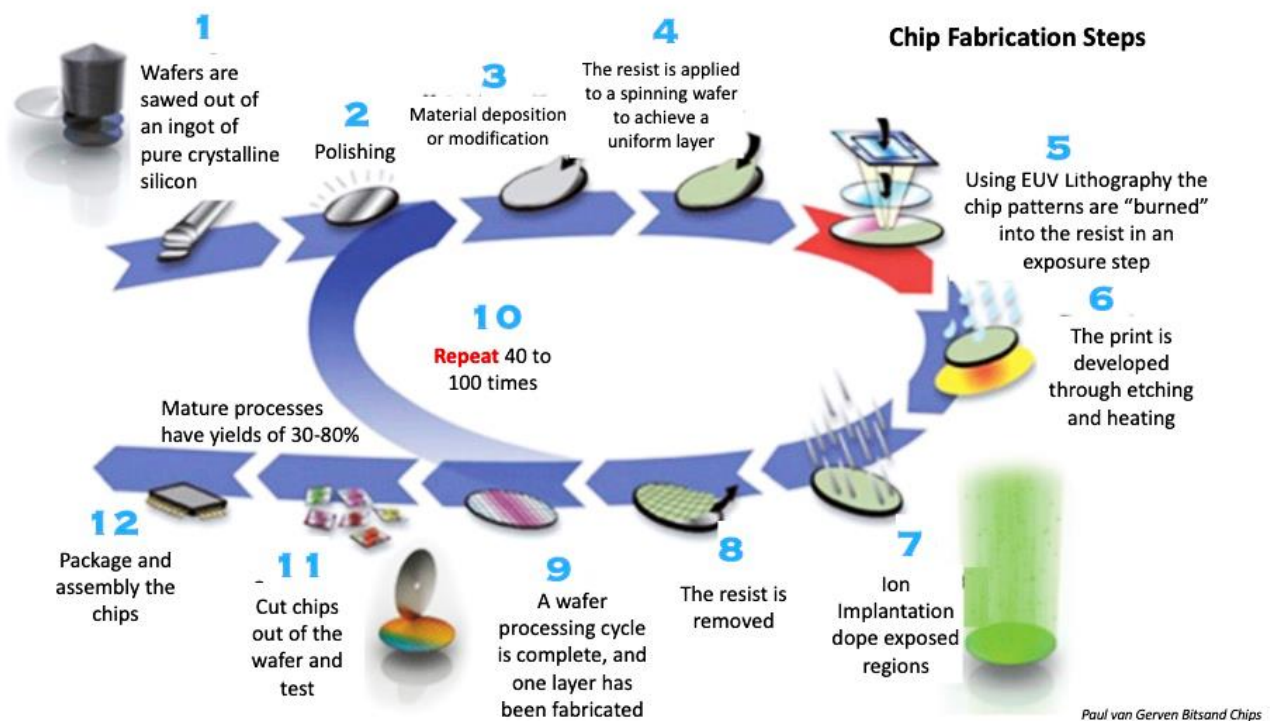 Chip Fabrication Steps
1
Wafers are
sawed out of
an ingot of
pure crystalline
silicon
2
Polishing
3
Material deposition
or modification
4
The resist is applied
to a spinning wafer
to achieve a
uniform layer
5
Using EUV Lithography the
chip patterns are “burned”
into the resist in an
exposure step
6
The print is
developed
through etching
and heating
7
Ion
Implantation
dope exposed
regions
8
The resist is
removed
9
A wafer
processing cycle
is complete, and
one layer has
been fabricated
10
Repeat 40 to
100 times
Mature processes
have yields of 30-80%
11
Cut chips
out of the
wafer and
test
12
Package and
assembly the
chips
Paul van Gerven Bitsand Chips